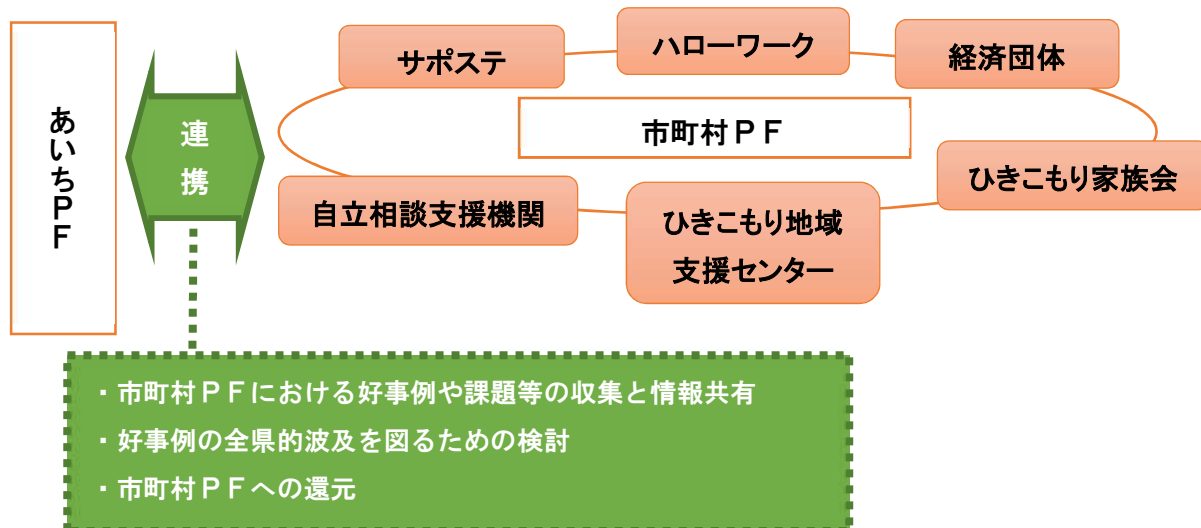 あいちＰＦ
連携
サポステ
ハローワーク
経済団体
市町村ＰＦ
ひきこもり家族会
自立相談支援機関
ひきこもり地域
支援センター
・市町村ＰＦにおける好事例や課題等の収集と情報共有
・好事例の全県的波及を図るための検討
・市町村ＰＦへの還元